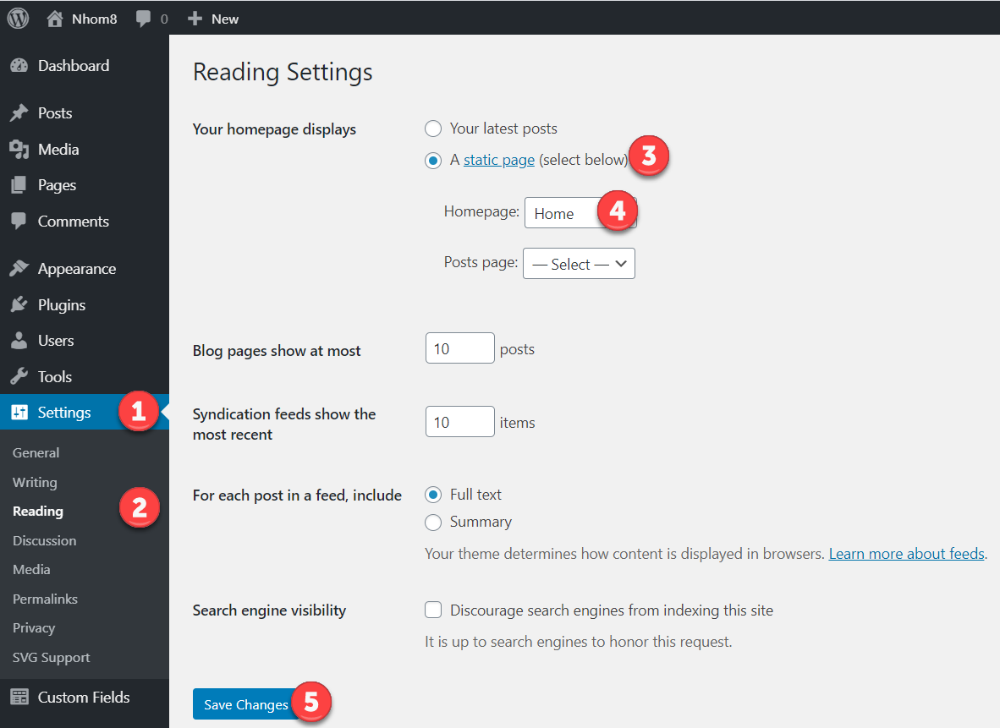 Nhom8 0 New
Dashboard
Posts
Media
Pages
Comments
Appearance
Plugins
Users
Tools
Settings 1
General
Writing
Reading 2
Discussion
Media
Permalinks
Privacy
SVG Support
Custom Fields
Reading Settings
Your homepage displays
Your latest posts
A static page (select below) 3
Homepage: Home 4
Posts page: — Select —
Blog pages show at most 10 posts
Syndication feeds show the
most recent
10 items
For each post in a feed, include
Full text
Summary
Your theme determines how content is displayed in browsers. Learn more about feeds.
Search engine visibility
Discourage search engines from indexing this site
It is up to search engines to honor this request.
Save Changes 5